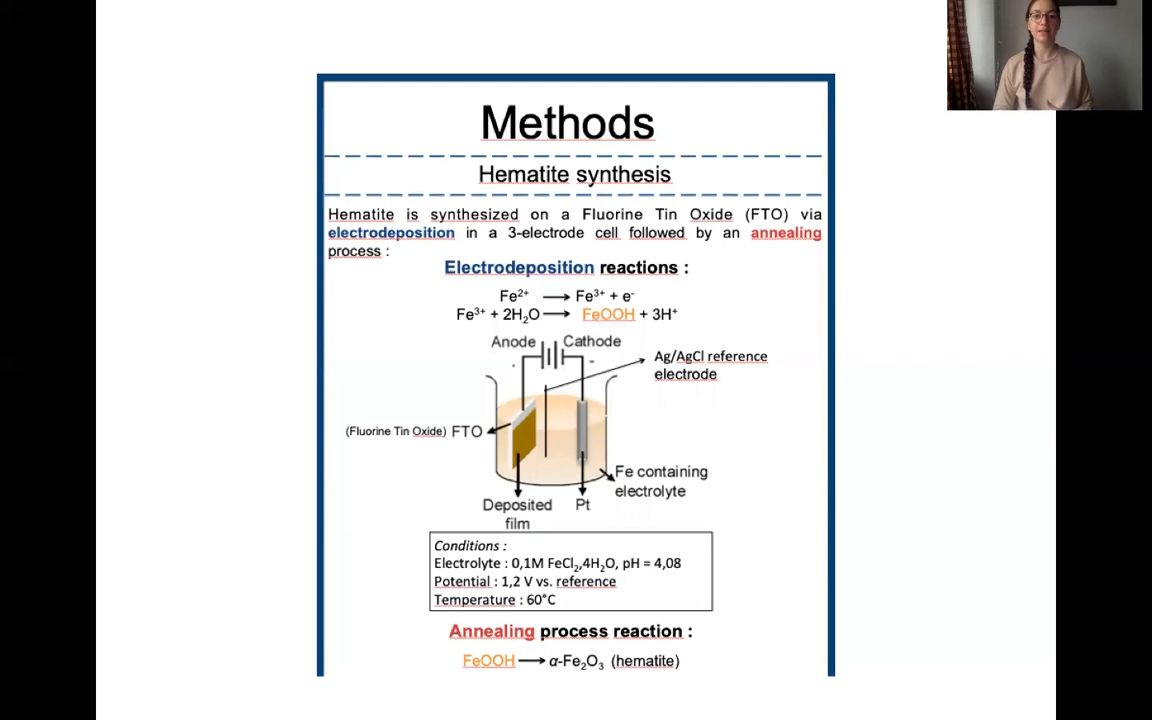 Methods
Hematite synthesis
Hematite is synthesized on a Fluorine Tin Oxide (FTO) via
electrodeposition in a 3-electrode cell followed by an annealing
process :
Electrodeposition reactions :
Fe²⁺ ⟶ Fe³⁺ + e⁻
Fe³⁺ + 2H₂O ⟶ FeOOH + 3H⁺
Anode Cathode
-
Ag/AgCl reference
electrode
(Fluorine Tin Oxide) FTO
Fe containing
electrolyte
Deposited
film
Pt
Conditions :
Electrolyte : 0,1M FeCl₂,4H₂O, pH = 4,08
Potential : 1,2 V vs. reference
Temperature : 60°C
Annealing process reaction :
FeOOH ⟶ α-Fe₂O₃ (hematite)